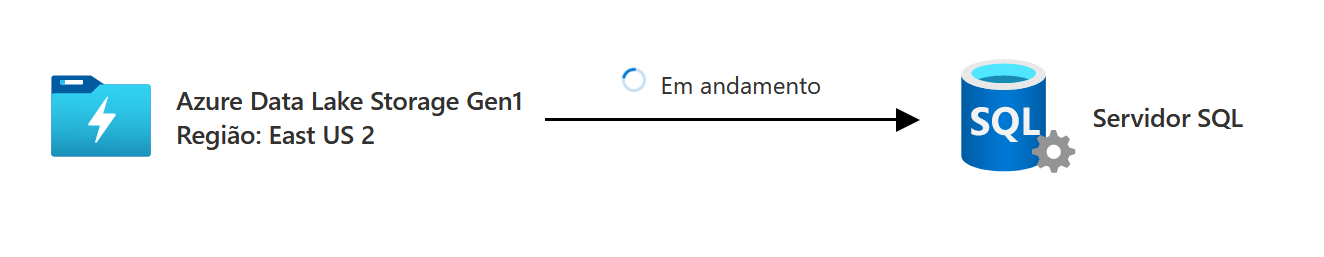 Azure Data Lake Storage Gen1
Região: East US 2
Em andamento
SQL
Servidor SQL